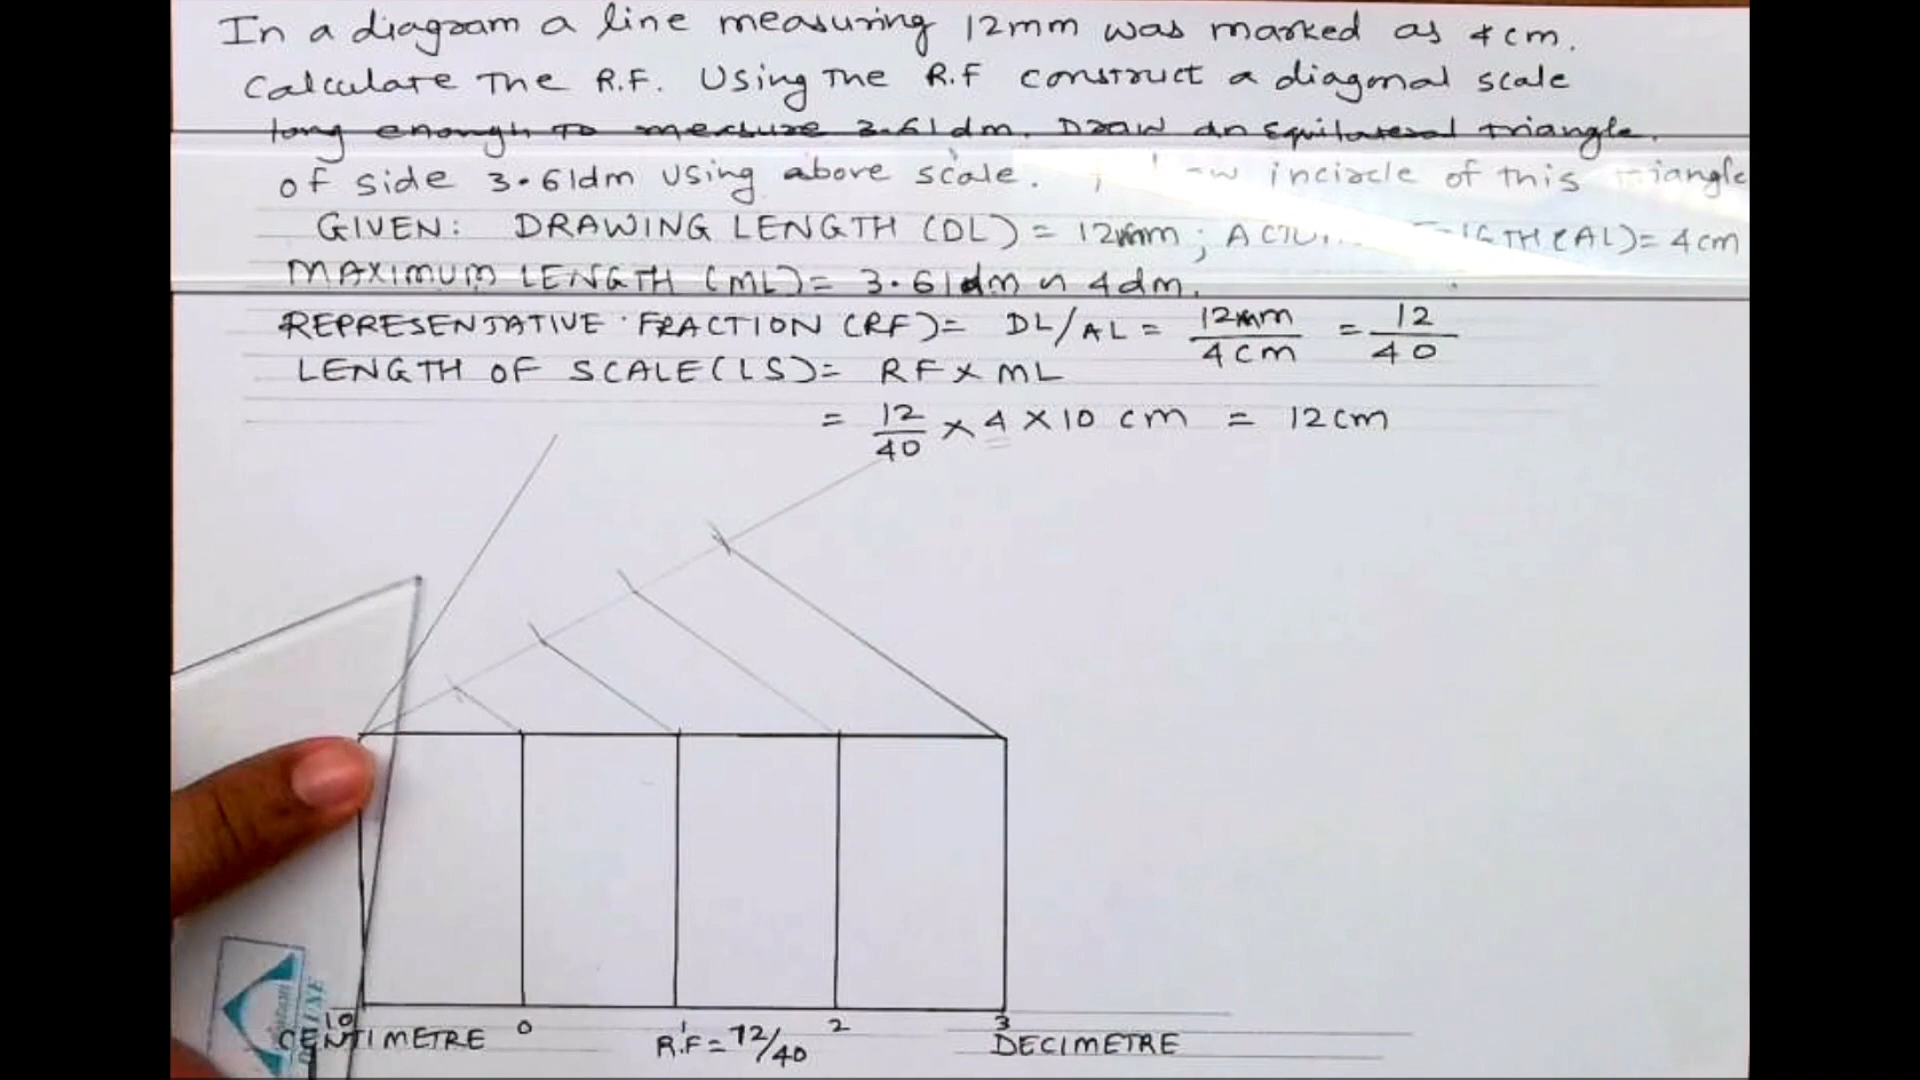 In a diagram a line measuring 12mm was marked as 4cm.
Calculate The R.F. Using The R.F construct a diagonal scale
long enough To measure 3.61dm. Draw an Equilateral triangle.
of side 3.61dm using above scale. incircle of this
GIVEN: DRAWING LENGTH (DL) = 12mm; (AL) = 4cm
MAXIMUM LENGTH (ML) = 3.61dm ~ 4dm.
REPRESENTATIVE FRACTION (RF) = DL/AL = 12mm/4cm = 12/40
LENGTH OF SCALE (LS) = RF × ML
= 12/40 × 4 × 10 cm = 12cm
10 0 1 2 3
CENTIMETRE R.F = 12/40 DECIMETRE